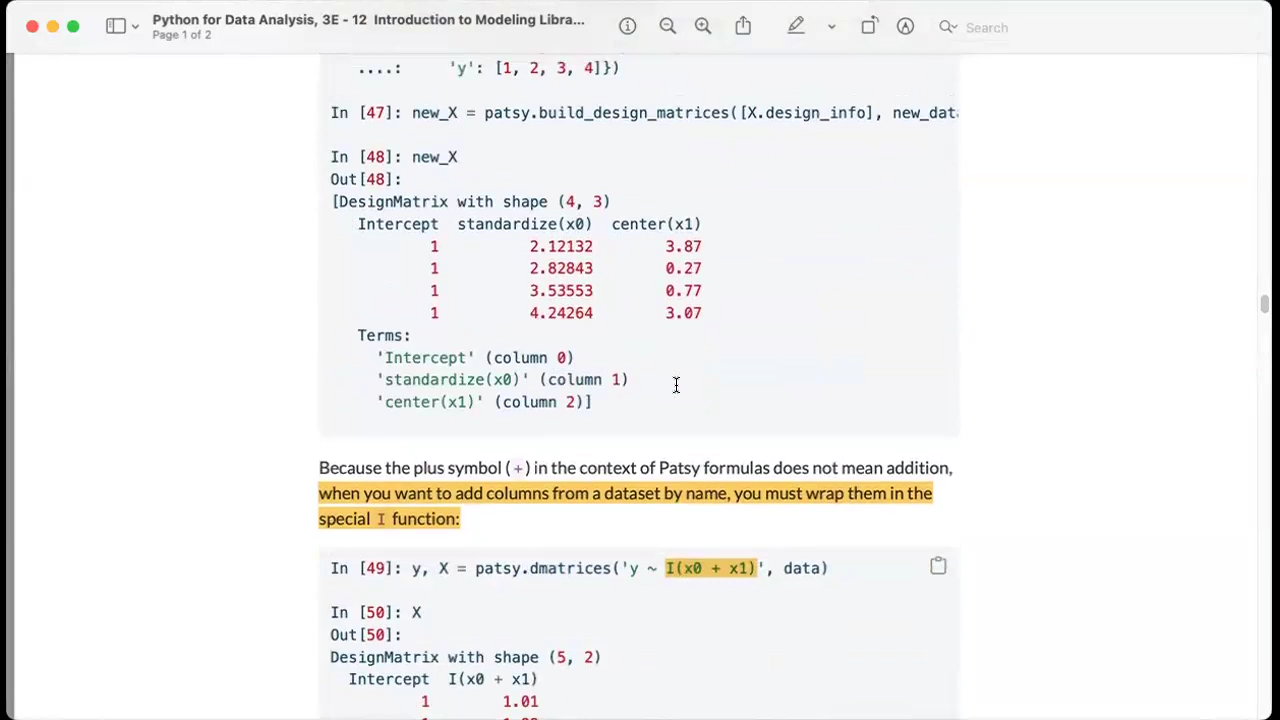 Python for Data Analysis, 3E - 12 Introduction to Modeling Libra...
Page 1 of 2
Search
....: 'y': [1, 2, 3, 4]})
In [47]: new_X = patsy.build_design_matrices([X.design_info], new_dat
In [48]: new_X
Out[48]:
[DesignMatrix with shape (4, 3)
Intercept standardize(x0) center(x1)
1 2.12132 3.87
1 2.82843 0.27
1 3.53553 0.77
1 4.24264 3.07
Terms:
'Intercept' (column 0)
'standardize(x0)' (column 1)
'center(x1)' (column 2)]
Because the plus symbol (+) in the context of Patsy formulas does not mean addition,
when you want to add columns from a dataset by name, you must wrap them in the
special I function:
In [49]: y, X = patsy.dmatrices('y ~ I(x0 + x1)', data)
In [50]: X
Out[50]:
DesignMatrix with shape (5, 2)
Intercept I(x0 + x1)
1 1.01